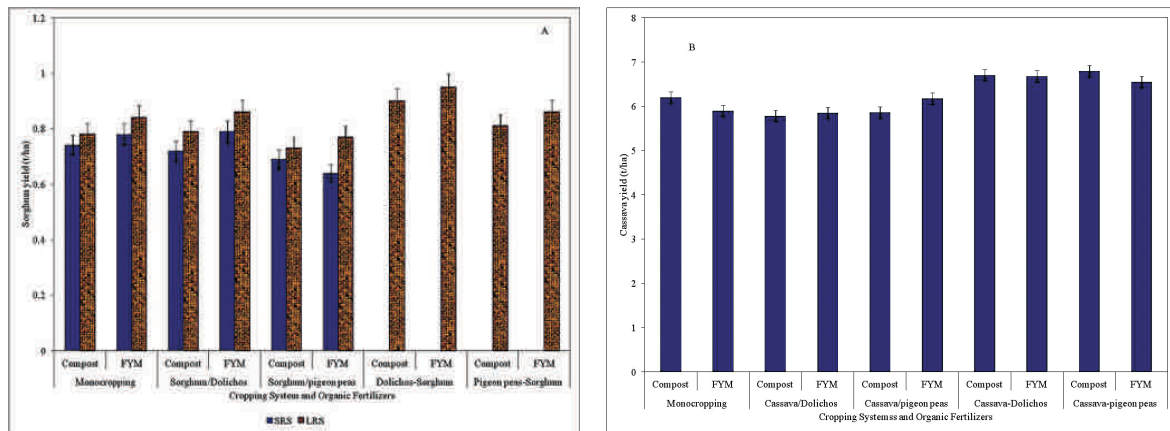 A
Sorghum yield (t/ha)
1.2
1
0.8
0.6
0.4
0.2
0
Compost FYM Compost FYM Compost FYM Compost FYM Compost FYM
Monocropping Sorghum/Dolichos Sorghum/pigeon peas Dolichos-Sorghum Pigeon peas-Sorghum
Cropping System and Organic Fertilizers
SRS LRS
B
Cassava yield (t/ha)
8
7
6
5
4
3
2
1
0
Compost FYM Compost FYM Compost FYM Compost FYM Compost FYM
Monocropping Cassava/Dolichos Cassava/pigeon peas Cassava-Dolichos Cassava-pigeon peas
Cropping Systemss and Organic Fertilizers